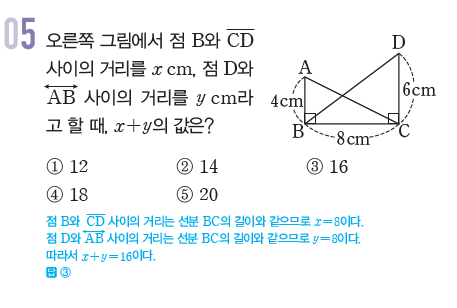 05
오른쪽 그림에서 점 B와 CD
사이의 거리를 x cm, 점 D와
AB 사이의 거리를 y cm라
고 할 때, x+y의 값은?
D
A
6cm
4cm
B
C
8cm
① 12
② 14
③ 16
④ 18
⑤ 20
점 B와 CD 사이의 거리는 선분 BC의 길이와 같으므로 x=8이다.
점 D와 AB 사이의 거리는 선분 BC의 길이와 같으므로 y=8이다.
따라서 x+y=16이다.
답 ③